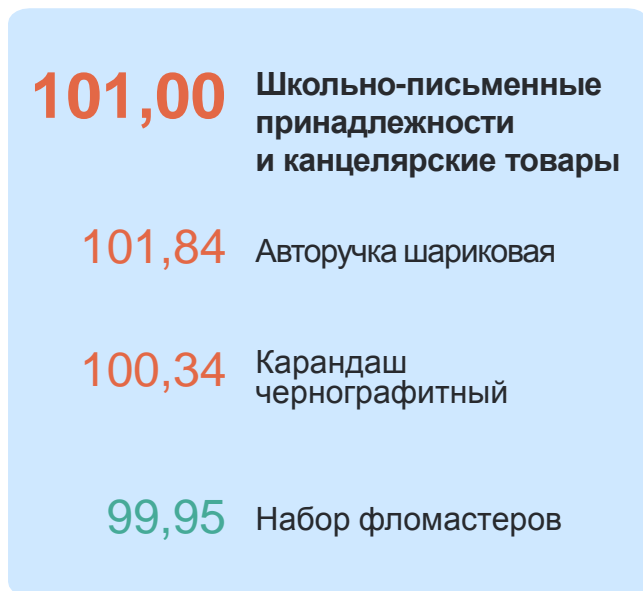 101,00 Школьно-письменные
принадлежности
и канцелярские товары
101,84 Авторучка шариковая
100,34 Карандаш
чернографитный
99,95 Набор фломастеров